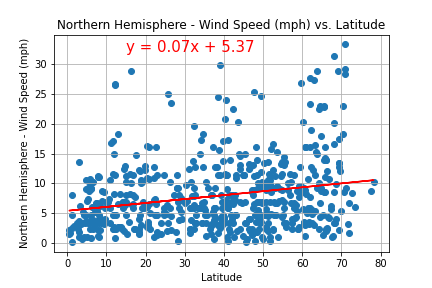 Northern Hemisphere - Wind Speed (mph) vs. Latitude
y = 0.07x + 5.37
Northern Hemisphere - Wind Speed (mph)
30
25
20
15
10
5
0
0 10 20 30 40 50 60 70 80
Latitude